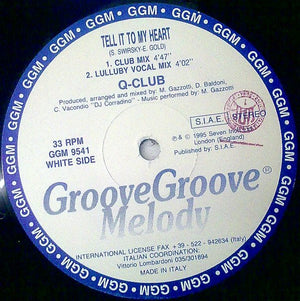 GGM • GGM • GGM • GGM • GGM • GGM • GGM • GGM • GGM • GGM
TELL IT TO MY HEART
(S. SWIRSKY-E. GOLD)
1. CLUB MIX 4'47"
2. LULLUBY VOCAL MIX 4'02"
Q-CLUB
Produced, arranged and mixed by M. Gazzotti, D. Baldoni,
C. Vacondio "DJ Corradino" - Music performed by M. Gazzotti
33 RPM
GGM 9541
WHITE SIDE
S.I.A.E. STEREO
℗ & © 1995 Seven
London (England)
Published by: S.I.A.E.
GrooveGroove®
Melody
INTERNATIONAL LICENSE FAX +39 - 522 - 942634 (Italy)
ITALIAN COORDINATION:
Vittorio Lombardoni 035/301894
MADE IN ITALY